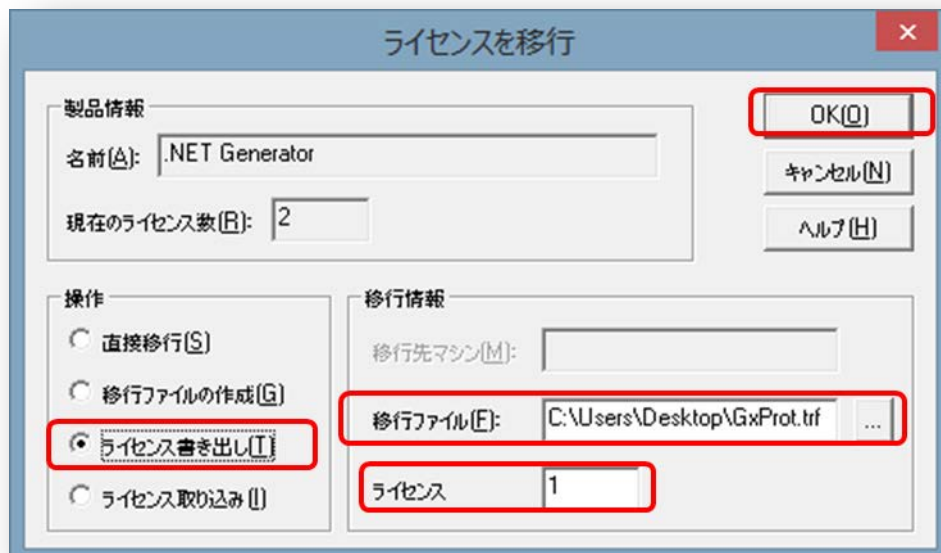 ライセンスを移行
製品情報
名前(A): .NET Generator
現在のライセンス数(R): 2
OK(O)
キャンセル(N)
ヘルプ(H)
操作
直接移行(S)
移行ファイルの作成(G)
ライセンス書き出し(T)
ライセンス取り込み(I)
移行情報
移行先マシン(M):
移行ファイル(F): C:\Users\Desktop\GxProt.trf ...
ライセンス 1